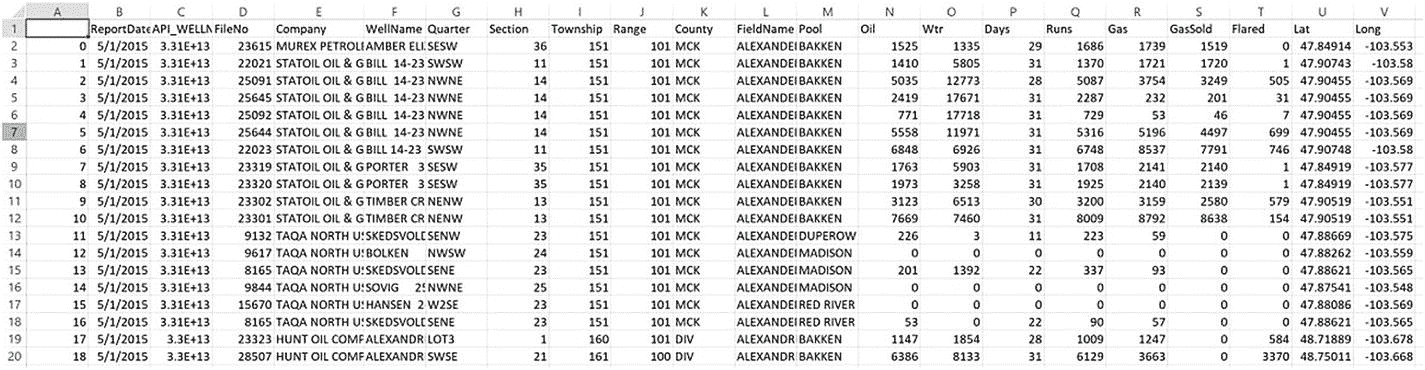 A B C D E F G H I J K L M N O P Q R S T U V
1 ReportDate API_WELLN FileNo Company WellName Quarter Section Township Range County FieldName Pool Oil Wtr Days Runs Gas GasSold Flared Lat Long
2 0 5/1/2015 3.31E+13 23615 MUREX PETROLE AMBER ELI SESW 36 151 101 MCK ALEXANDEI BAKKEN 1525 1335 29 1686 1739 1519 0 47.84914 -103.553
3 1 5/1/2015 3.31E+13 22021 STATOIL OIL & G BILL 14-23 SWSW 11 151 101 MCK ALEXANDEI BAKKEN 1410 5805 31 1370 1721 1720 1 47.90743 -103.58
4 2 5/1/2015 3.31E+13 25091 STATOIL OIL & G BILL 14-23 NWNE 14 151 101 MCK ALEXANDEI BAKKEN 5035 12773 28 5087 3754 3249 505 47.90455 -103.569
5 3 5/1/2015 3.31E+13 25645 STATOIL OIL & G BILL 14-23 NWNE 14 151 101 MCK ALEXANDEI BAKKEN 2419 17671 31 2287 232 201 31 47.90455 -103.569
6 4 5/1/2015 3.31E+13 25092 STATOIL OIL & G BILL 14-23 NWNE 14 151 101 MCK ALEXANDEI BAKKEN 771 17718 31 729 53 46 7 47.90455 -103.569
7 5 5/1/2015 3.31E+13 25644 STATOIL OIL & G BILL 14-23 NWNE 14 151 101 MCK ALEXANDEI BAKKEN 5558 11971 31 5316 5196 4497 699 47.90455 -103.569
8 6 5/1/2015 3.31E+13 22023 STATOIL OIL & G BILL 14-23 SWSW 11 151 101 MCK ALEXANDEI BAKKEN 6848 6926 31 6748 8537 7791 746 47.90748 -103.58
9 7 5/1/2015 3.31E+13 23319 STATOIL OIL & G PORTER 3 SESW 35 151 101 MCK ALEXANDEI BAKKEN 1763 5903 31 1708 2141 2140 1 47.84919 -103.577
10 8 5/1/2015 3.31E+13 23320 STATOIL OIL & G PORTER 3 SESW 35 151 101 MCK ALEXANDEI BAKKEN 1973 3258 31 1925 2140 2139 1 47.84919 -103.577
11 9 5/1/2015 3.31E+13 23302 STATOIL OIL & G TIMBER CR NENW 13 151 101 MCK ALEXANDEI BAKKEN 3123 6513 30 3200 3159 2580 579 47.90519 -103.551
12 10 5/1/2015 3.31E+13 23301 STATOIL OIL & G TIMBER CR NENW 13 151 101 MCK ALEXANDEI BAKKEN 7669 7460 31 8009 8792 8638 154 47.90519 -103.551
13 11 5/1/2015 3.31E+13 9132 TAQA NORTH U! SKEDSVOLD SENW 23 151 101 MCK ALEXANDEI DUPEROW 226 3 11 223 59 0 0 47.88669 -103.575
14 12 5/1/2015 3.31E+13 9617 TAQA NORTH U! BOLKEN NWSW 24 151 101 MCK ALEXANDEI MADISON 0 0 0 0 0 0 0 47.88262 -103.559
15 13 5/1/2015 3.31E+13 8165 TAQA NORTH U! SKEDSVOLD SENE 23 151 101 MCK ALEXANDEI MADISON 201 1392 22 337 93 0 0 47.88621 -103.565
16 14 5/1/2015 3.31E+13 9844 TAQA NORTH U! SOVIG 2! NWNE 25 151 101 MCK ALEXANDEI MADISON 0 0 0 0 0 0 0 47.87541 -103.548
17 15 5/1/2015 3.31E+13 15670 TAQA NORTH U! HANSEN 2 W2SE 23 151 101 MCK ALEXANDEI RED RIVER 0 0 0 0 0 0 0 47.88086 -103.569
18 16 5/1/2015 3.31E+13 8165 TAQA NORTH U! SKEDSVOLD SENE 23 151 101 MCK ALEXANDEI RED RIVER 53 0 22 90 57 0 0 47.88621 -103.565
19 17 5/1/2015 3.3E+13 23323 HUNT OIL COMP ALEXANDR LOT3 1 160 101 DIV ALEXANDR BAKKEN 1147 1854 28 1009 1247 0 584 48.71889 -103.678
20 18 5/1/2015 3.3E+13 28507 HUNT OIL COMP ALEXANDR SWSE 21 161 100 DIV ALEXANDR BAKKEN 6386 8133 31 6129 3663 0 3370 48.75011 -103.668